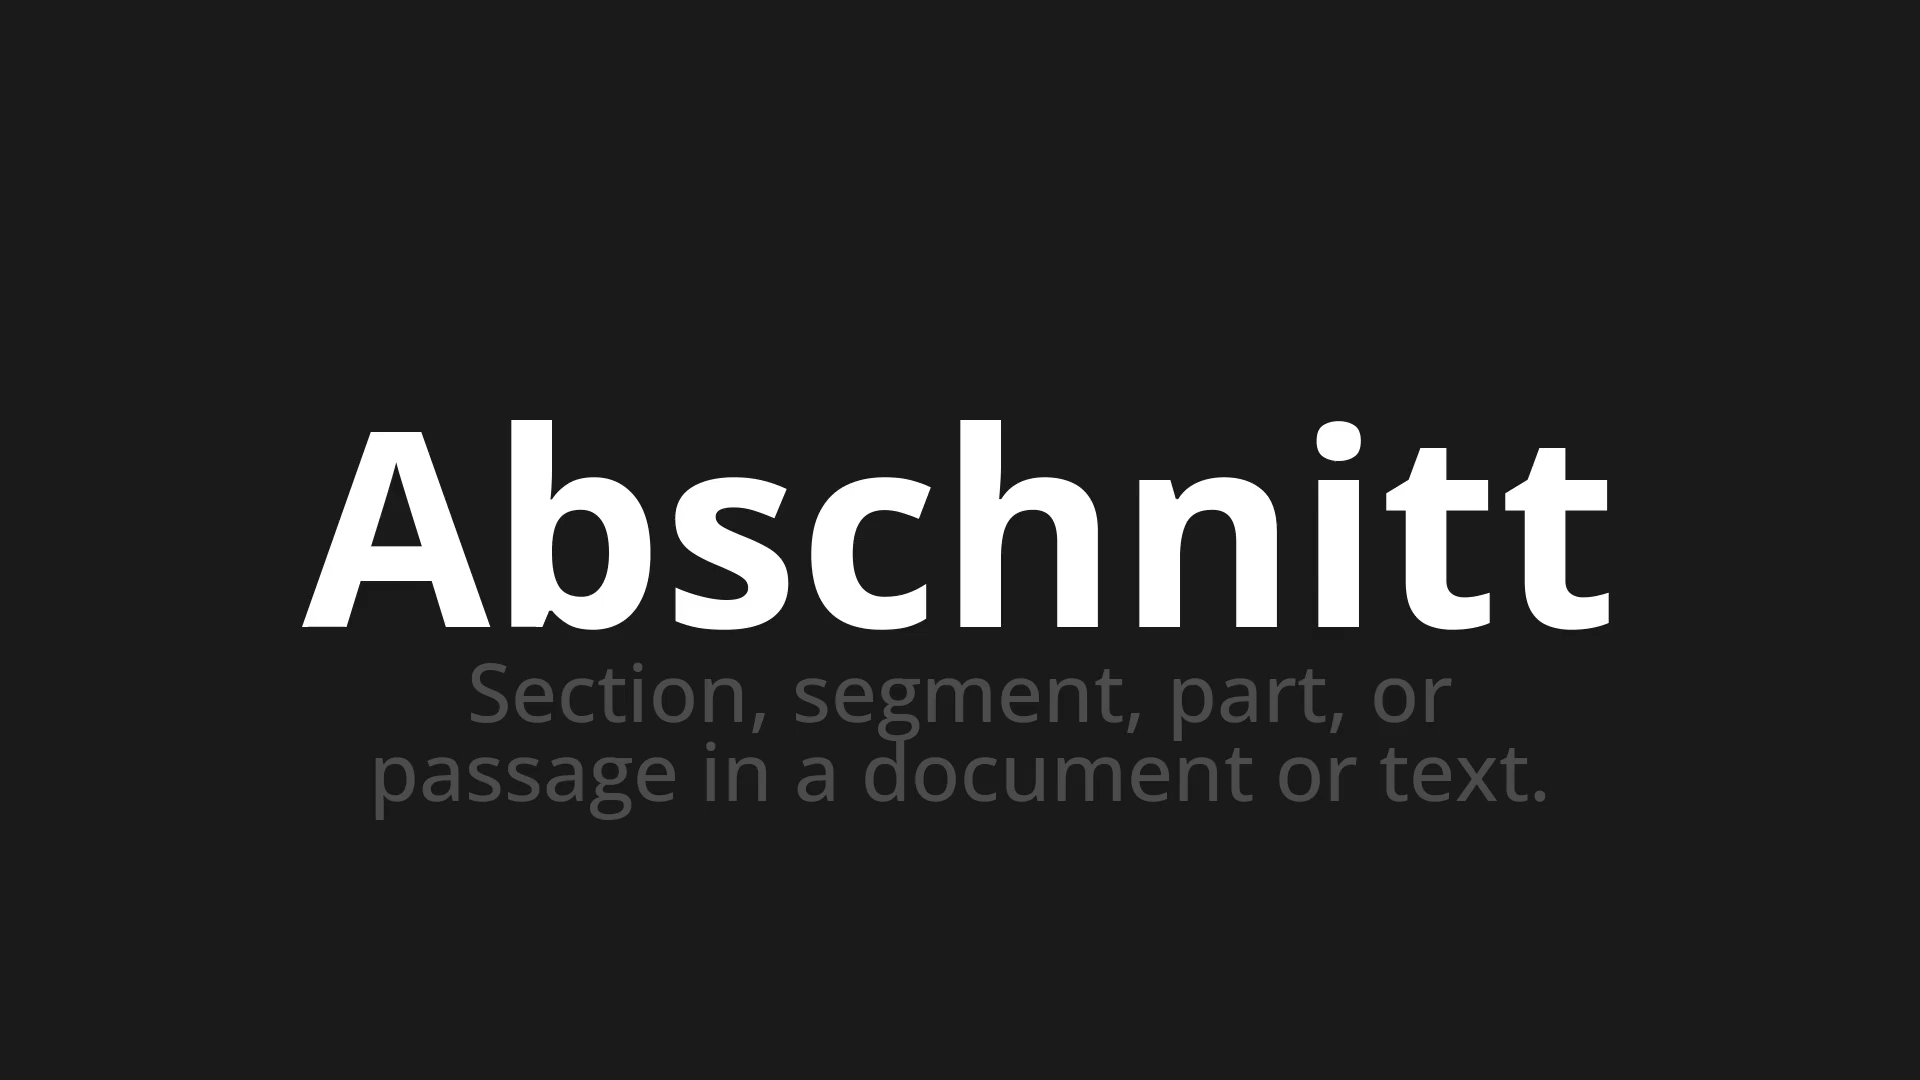 Abschnitt
Section, segment, part, or
passage in a document or text.